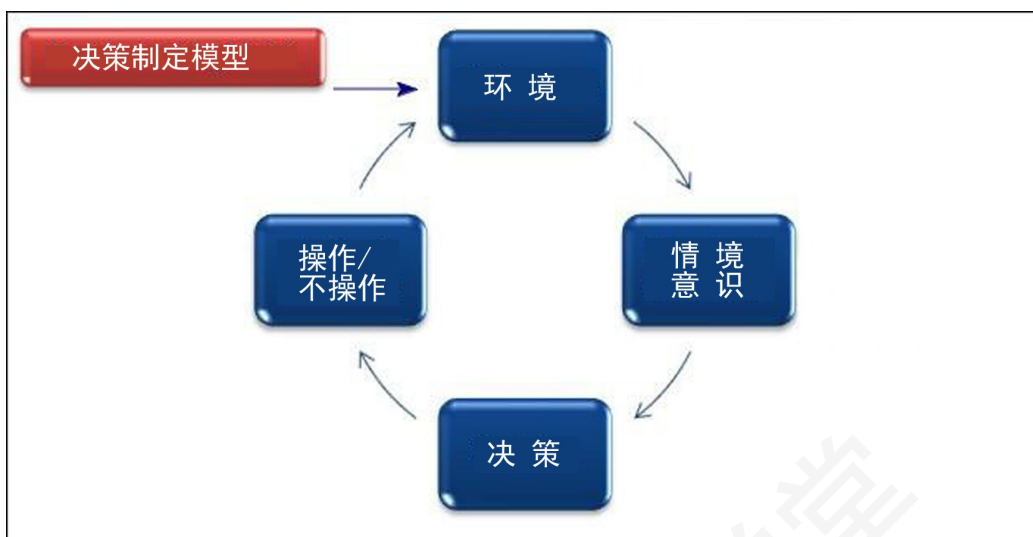 决策制定模型
环 境
操作/
不操作
情 境
意 识
决 策
堂